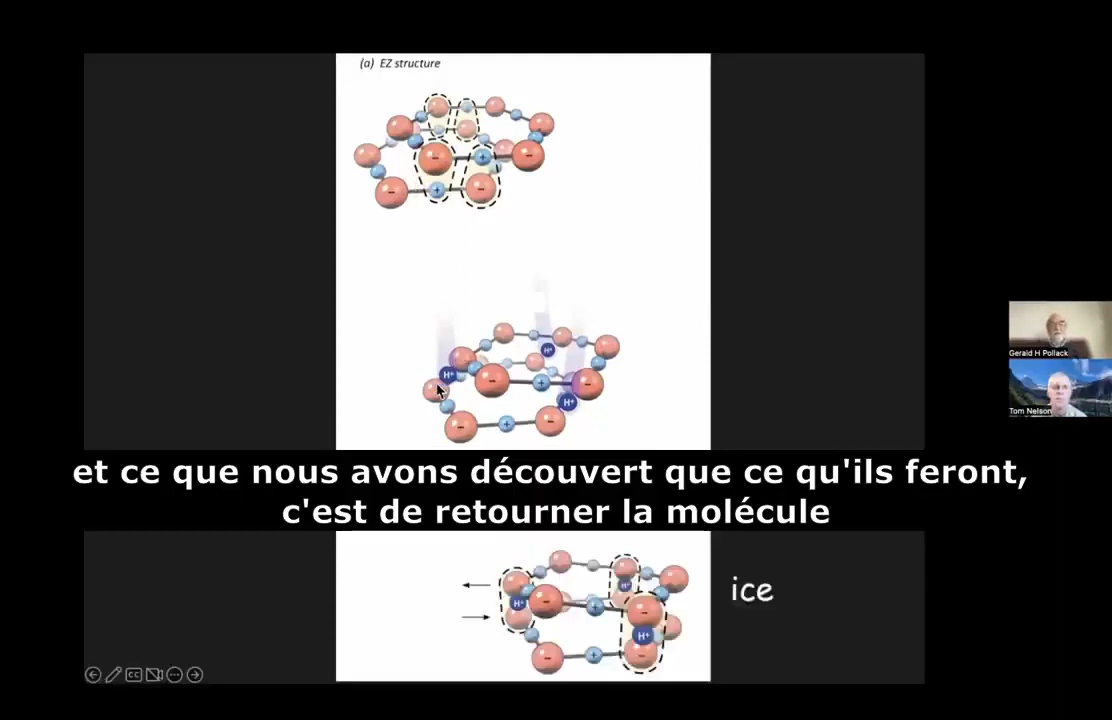 (a) EZ structure
-
+
-
-
+
-
H+
H+
-
+
-
H+
-
+
-
Gerald H Pollack
Tom Nelson
et ce que nous avons découvert que ce qu'ils feront,
c'est de retourner la molécule
H+
H+
-
+
-
H+
-
+
-
ice
CC